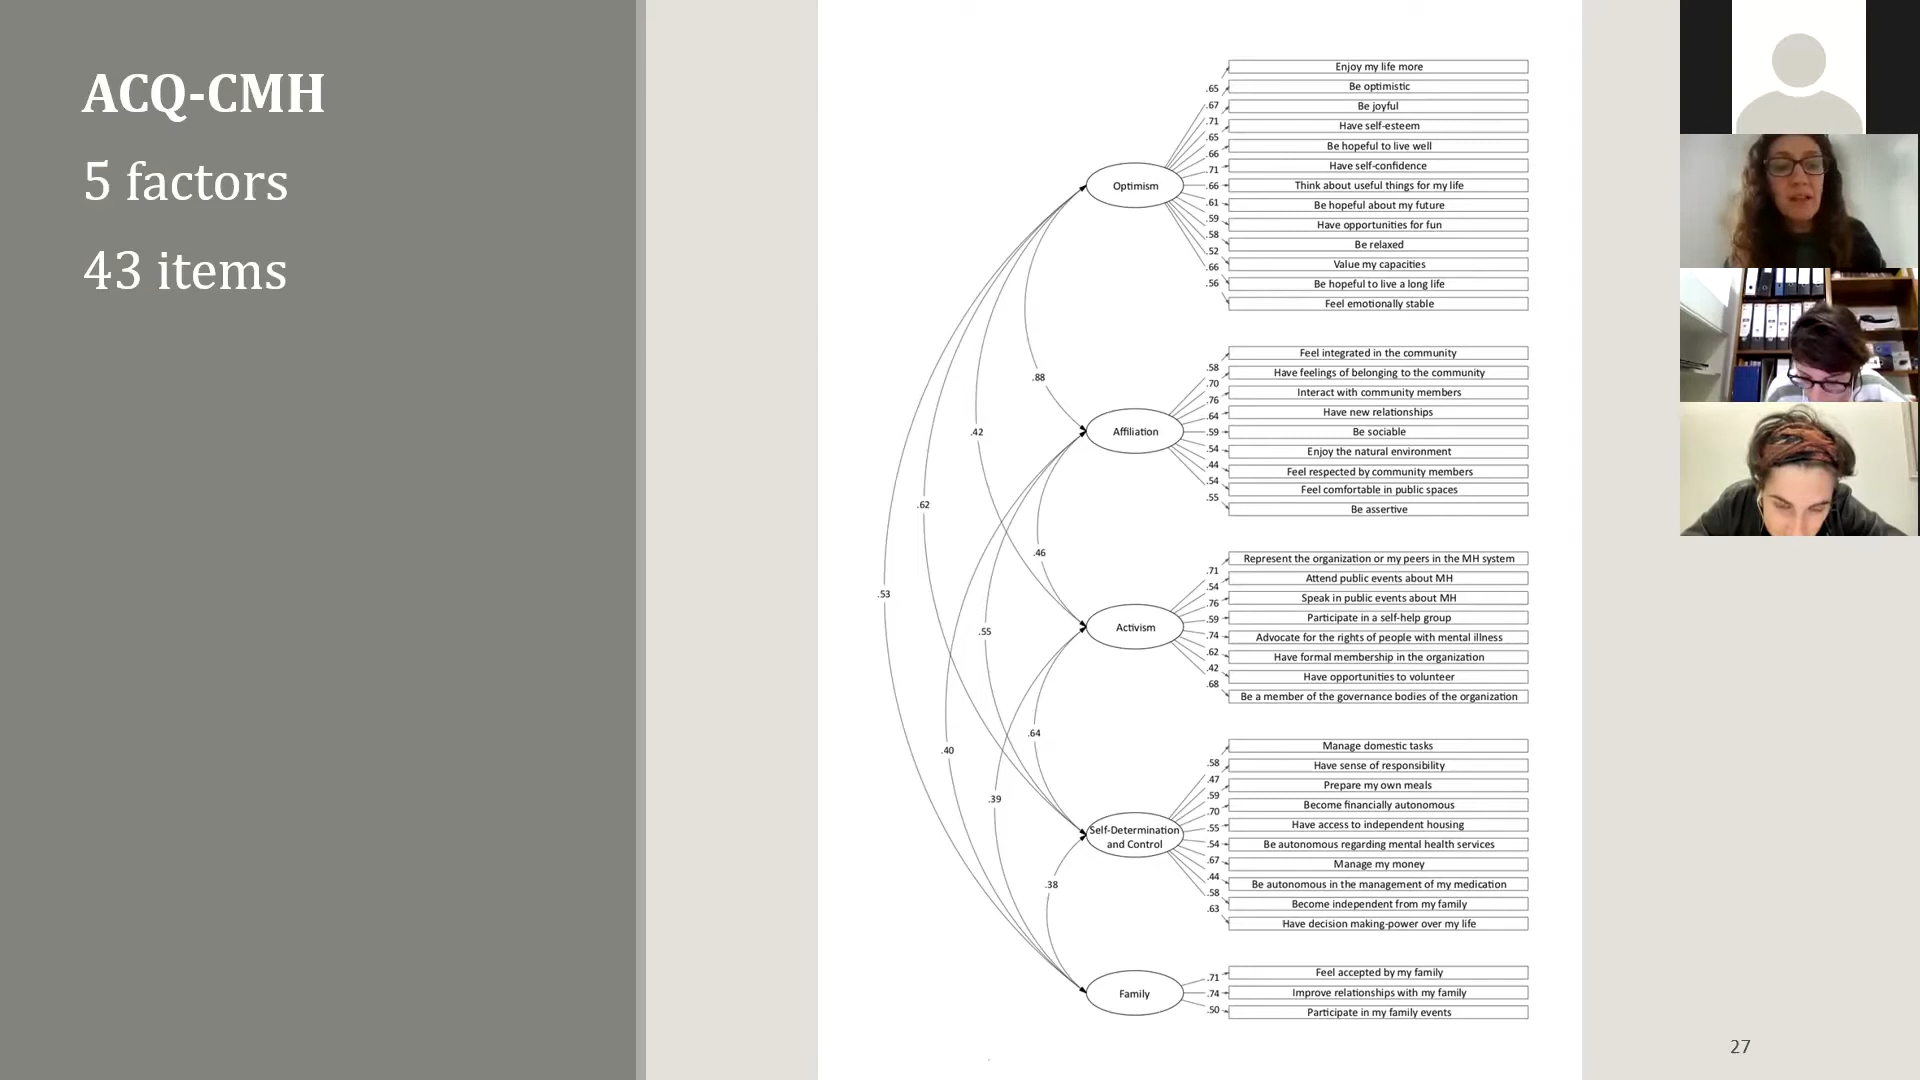 ACQ-CMH
5 factors
43 items
Optimism
.65
.67
.71
.65
.66
.71
.66
.61
.59
.58
.52
.66
.56
Enjoy my life more
Be optimistic
Be joyful
Have self-esteem
Be hopeful to live well
Have self-confidence
Think about useful things for my life
Be hopeful about my future
Have opportunities for fun
Be relaxed
Value my capacities
Be hopeful to live a long life
Feel emotionally stable
Affiliation
.58
.70
.76
.64
.59
.54
.44
.54
.55
Feel integrated in the community
Have feelings of belonging to the community
Interact with community members
Have new relationships
Be sociable
Enjoy the natural environment
Feel respected by community members
Feel comfortable in public spaces
Be assertive
Activism
.71
.54
.76
.59
.74
.62
.42
.68
Represent the organization or my peers in the MH system
Attend public events about MH
Speak in public events about MH
Participate in a self-help group
Advocate for the rights of people with mental illness
Have formal membership in the organization
Have opportunities to volunteer
Be a member of the governance bodies of the organization
Self-Determination
and Control
.58
.47
.59
.70
.55
.54
.67
.44
.58
.63
Manage domestic tasks
Have sense of responsibility
Prepare my own meals
Become financially autonomous
Have access to independent housing
Be autonomous regarding mental health services
Manage my money
Be autonomous in the management of my medication
Become independent from my family
Have decision making-power over my life
Family
.71
.74
.50
Feel accepted by my family
Improve relationships with my family
Participate in my family events
.88
.42
.62
.46
.53
.55
.64
.40
.39
.38
27